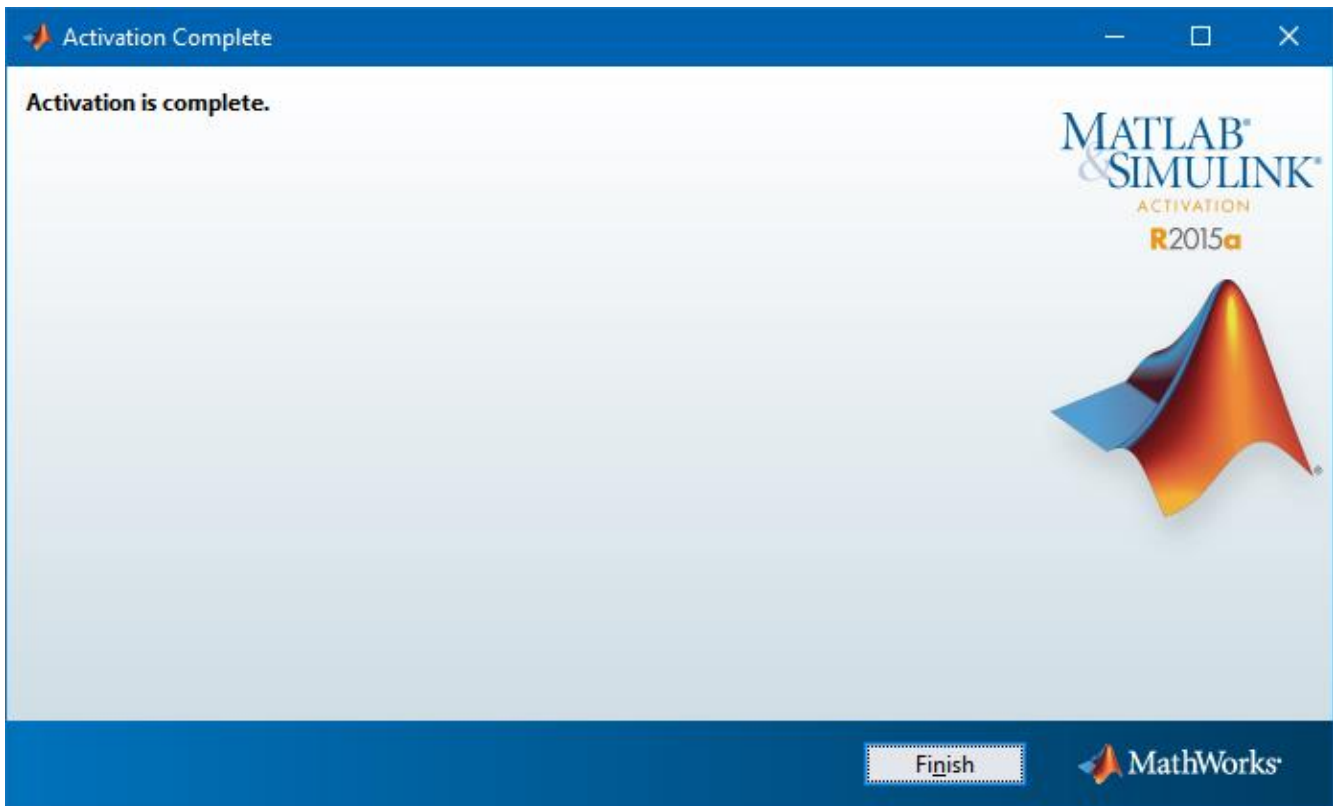 Activation Complete
Activation is complete.
MATLAB®
&SIMULINK®
ACTIVATION
R2015a
®
Finish
MathWorks®